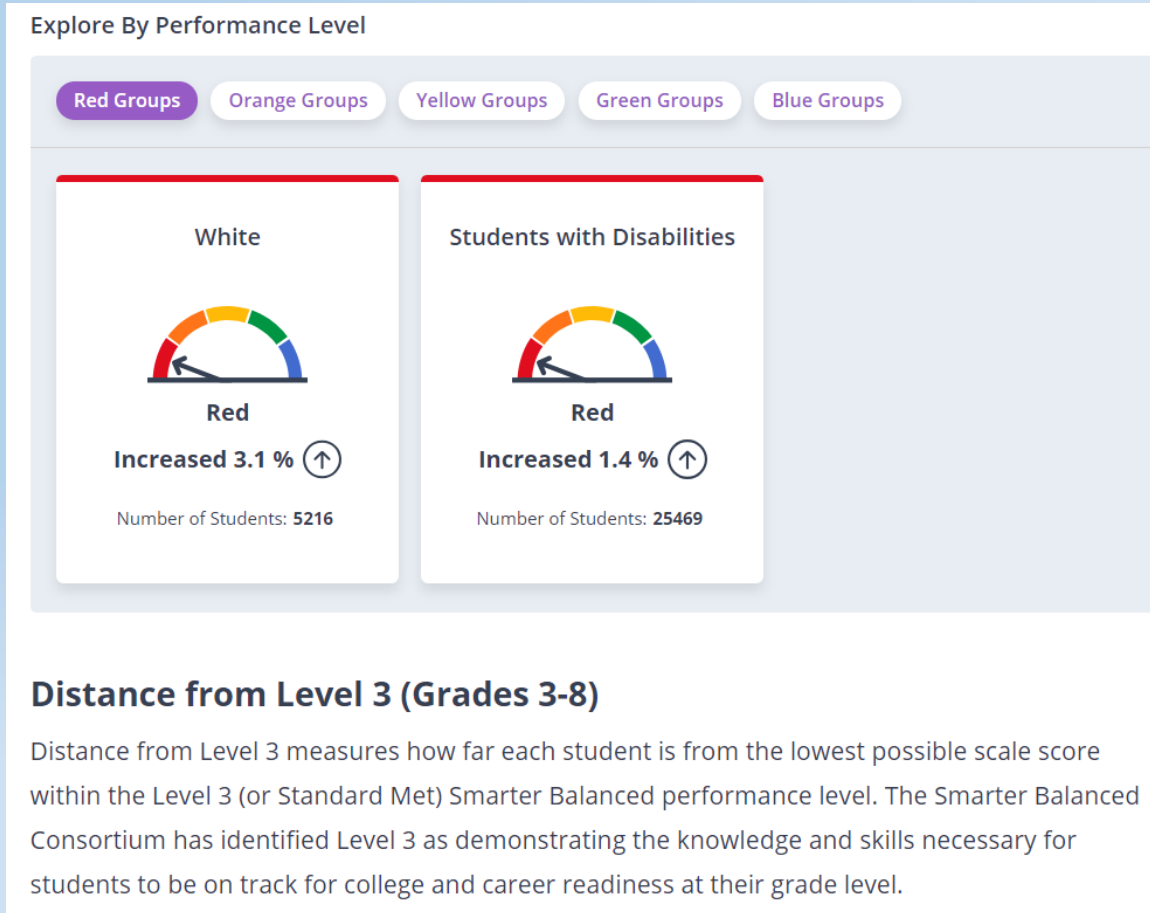 Explore By Performance Level
Red Groups Orange Groups Yellow Groups Green Groups Blue Groups
White
Red
Increased 3.1 %
Number of Students: 5216
Students with Disabilities
Red
Increased 1.4 %
Number of Students: 25469
Distance from Level 3 (Grades 3-8)
Distance from Level 3 measures how far each student is from the lowest possible scale score
within the Level 3 (or Standard Met) Smarter Balanced performance level. The Smarter Balanced
Consortium has identified Level 3 as demonstrating the knowledge and skills necessary for
students to be on track for college and career readiness at their grade level.